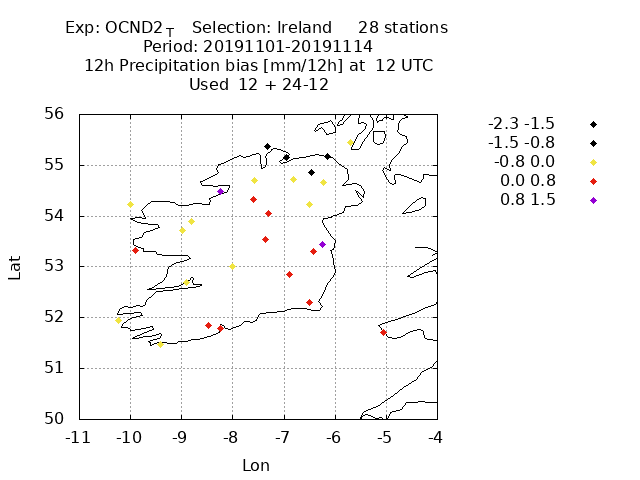 Exp: OCND2_T Selection: Ireland 28 stations
Period: 20191101-20191114
12h Precipitation bias [mm/12h] at 12 UTC
Used 12 + 24-12
56
55
54
53
52
51
50
Lat
-11 -10 -9 -8 -7 -6 -5 -4
Lon
-2.3 -1.5
-1.5 -0.8
-0.8 0.0
0.0 0.8
0.8 1.5